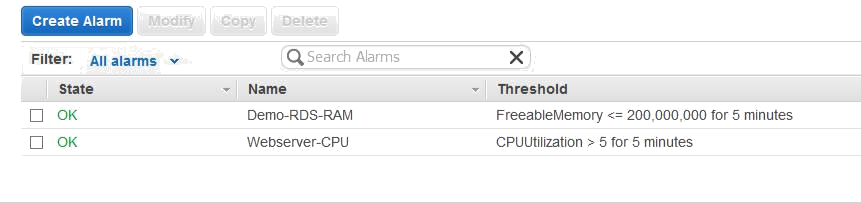 Create Alarm Modify Copy Delete
Filter: All alarms Search Alarms
State Name Threshold
OK Demo-RDS-RAM FreeableMemory <= 200,000,000 for 5 minutes
OK Webserver-CPU CPUUtilization > 5 for 5 minutes